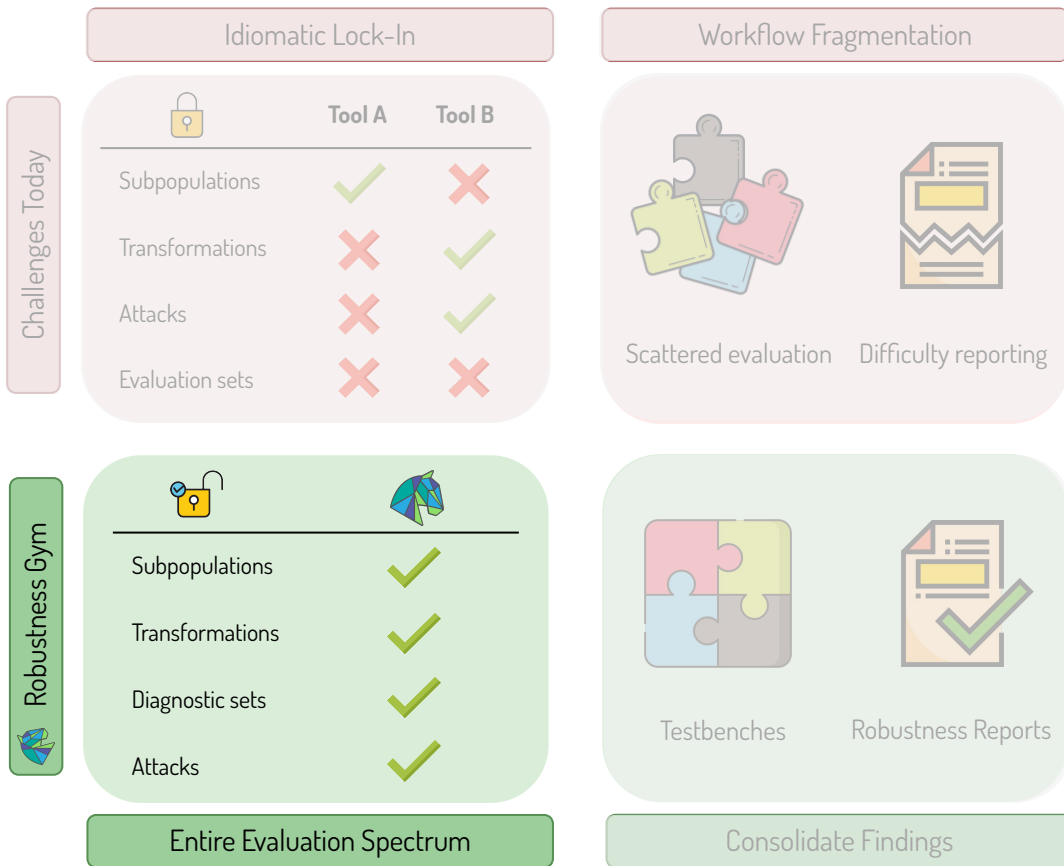 Idiomatic Lock-In
Workflow Fragmentation
Challenges Today
Tool A
Tool B
Subpopulations
Transformations
Attacks
Evaluation sets
Scattered evaluation
Difficulty reporting
Robustness Gym
Subpopulations
Transformations
Diagnostic sets
Attacks
Testbenches
Robustness Reports
Entire Evaluation Spectrum
Consolidate Findings